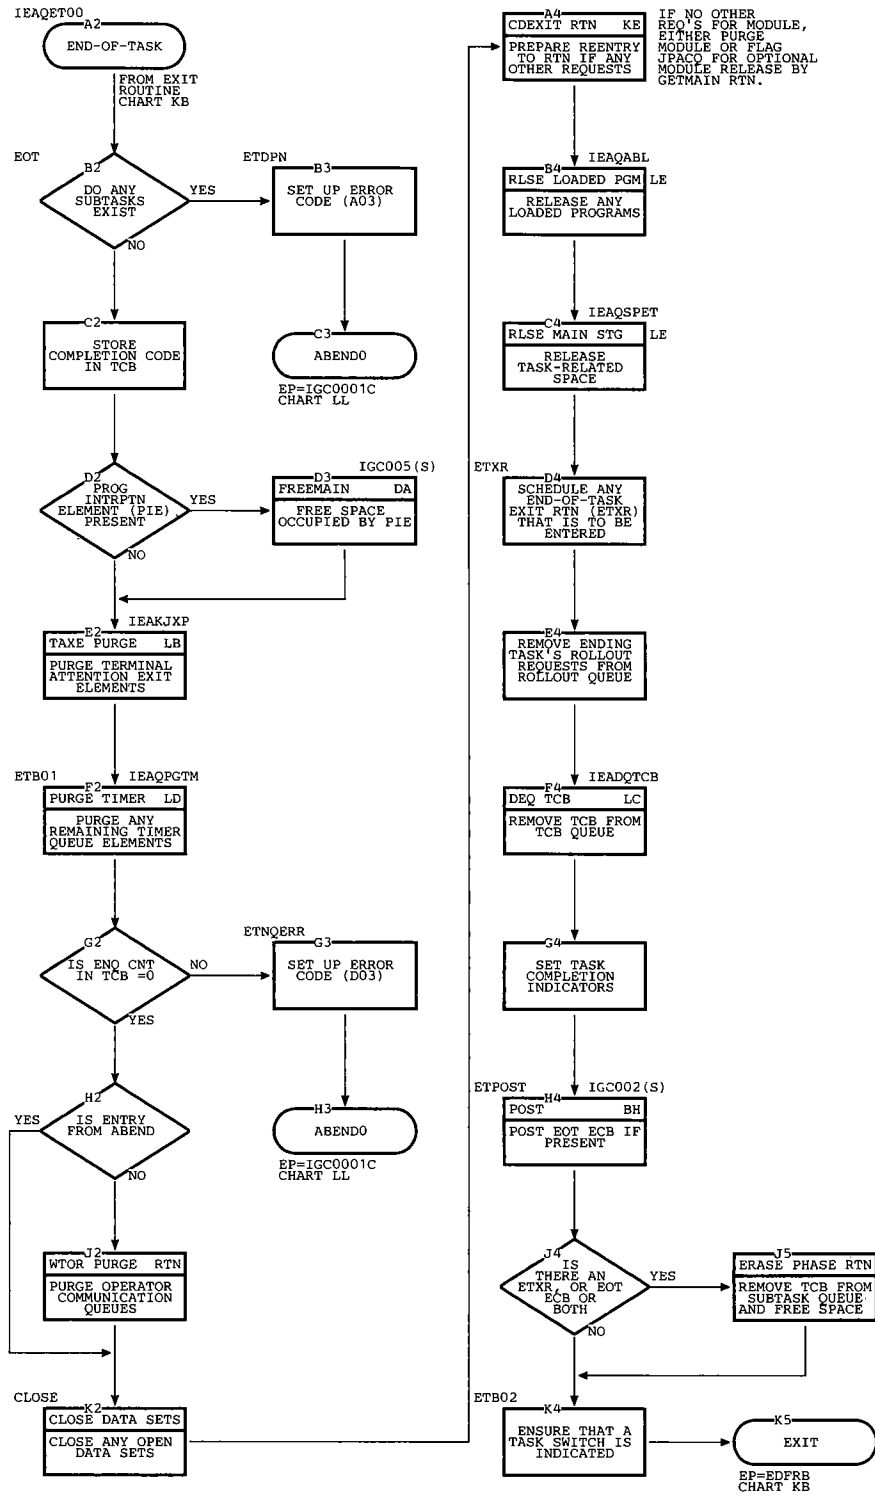 IEAQET00
A2
END-OF-TASK
FROM EXIT
ROUTINE
CHART KB
EOT
B2
DO ANY
SUBTASKS
EXIST
YES
NO
ETDPN
B3
SET UP ERROR
CODE (A03)
C2
STORE
COMPLETION CODE
IN TCB
C3
ABEND0
EP=IGC0001C
CHART LL
D2
PROG
INTRPTN
ELEMENT (PIE)
PRESENT
YES
NO
IGC005(S)
D3
FREEMAIN DA
FREE SPACE
OCCUPIED BY PIE
IEAKJXP
E2
TAXE PURGE LB
PURGE TERMINAL
ATTENTION EXIT
ELEMENTS
ETB01
IEAQPGTM
F2
PURGE TIMER LD
PURGE ANY
REMAINING TIMER
QUEUE ELEMENTS
G2
IS ENQ CNT
IN TCB =0
NO
YES
ETNQERR
G3
SET UP ERROR
CODE (D03)
H2
IS ENTRY
FROM ABEND
YES
NO
H3
ABEND0
EP=IGC0001C
CHART LL
J2
WTOR PURGE RTN
PURGE OPERATOR
COMMUNICATION
QUEUES
CLOSE
K2
CLOSE DATA SETS
CLOSE ANY OPEN
DATA SETS
A4
CDEXIT RTN KE
PREPARE REENTRY
TO RTN IF ANY
OTHER REQUESTS
IF NO OTHER
REQ'S FOR MODULE,
EITHER PURGE
MODULE OR FLAG
JPACQ FOR OPTIONAL
MODULE RELEASE BY
GETMAIN RTN.
IEAQABL
B4
RLSE LOADED PGM LE
RELEASE ANY
LOADED PROGRAMS
IEAQSPET
C4
RLSE MAIN STG LE
RELEASE
TASK-RELATED
SPACE
ETXR
D4
SCHEDULE ANY
END-OF-TASK
EXIT RTN (ETXR)
THAT IS TO BE
ENTERED
E4
REMOVE ENDING
TASK'S ROLLOUT
REQUESTS FROM
ROLLOUT QUEUE
IEADQTCB
F4
DEQ TCB LC
REMOVE TCB FROM
TCB QUEUE
G4
SET TASK
COMPLETION
INDICATORS
ETPOST
IGC002(S)
H4
POST BH
POST EOT ECB IF
PRESENT
J4
IS
THERE AN
ETXR, OR EOT
ECB OR
BOTH
YES
NO
J5
ERASE PHASE RTN
REMOVE TCB FROM
SUBTASK QUEUE
AND FREE SPACE
ETB02
K4
ENSURE THAT A
TASK SWITCH IS
INDICATED
K5
EXIT
EP=EDFRB
CHART KB